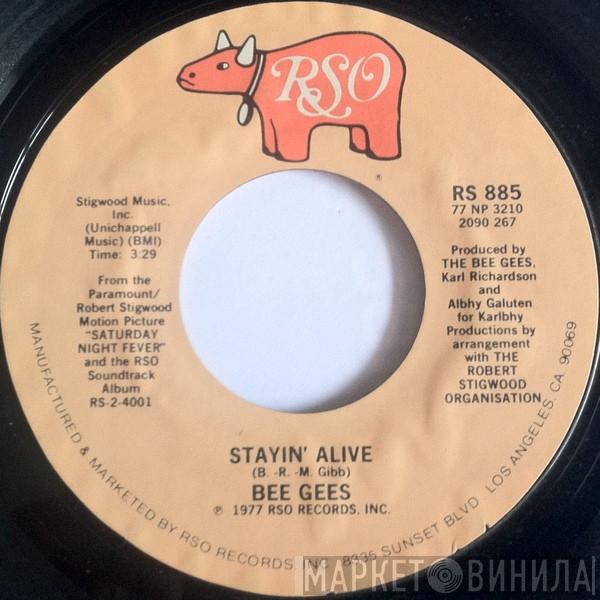 RSO
Stigwood Music,
Inc.
(Unichappell
Music) (BMI)
Time: 3:29
From the
Paramount/
Robert Stigwood
Motion Picture
"SATURDAY
NIGHT FEVER"
and the RSO
Soundtrack
Album
RS-2-4001
RS 885
77 NP 3210
2090 267
Produced by
THE BEE GEES,
Karl Richardson
and
Albhy Galuten
for Karlbhy
Productions by
arrangement
with THE
ROBERT
STIGWOOD
ORGANISATION
STAYIN' ALIVE
(B. -R. -M. Gibb)
BEE GEES
℗ 1977 RSO RECORDS, INC.
MANUFACTURED & MARKETED BY RSO RECORDS, INC. 8335 SUNSET BLVD LOS ANGELES, CA. 90069
МАРКЕТ ВИНИЛА